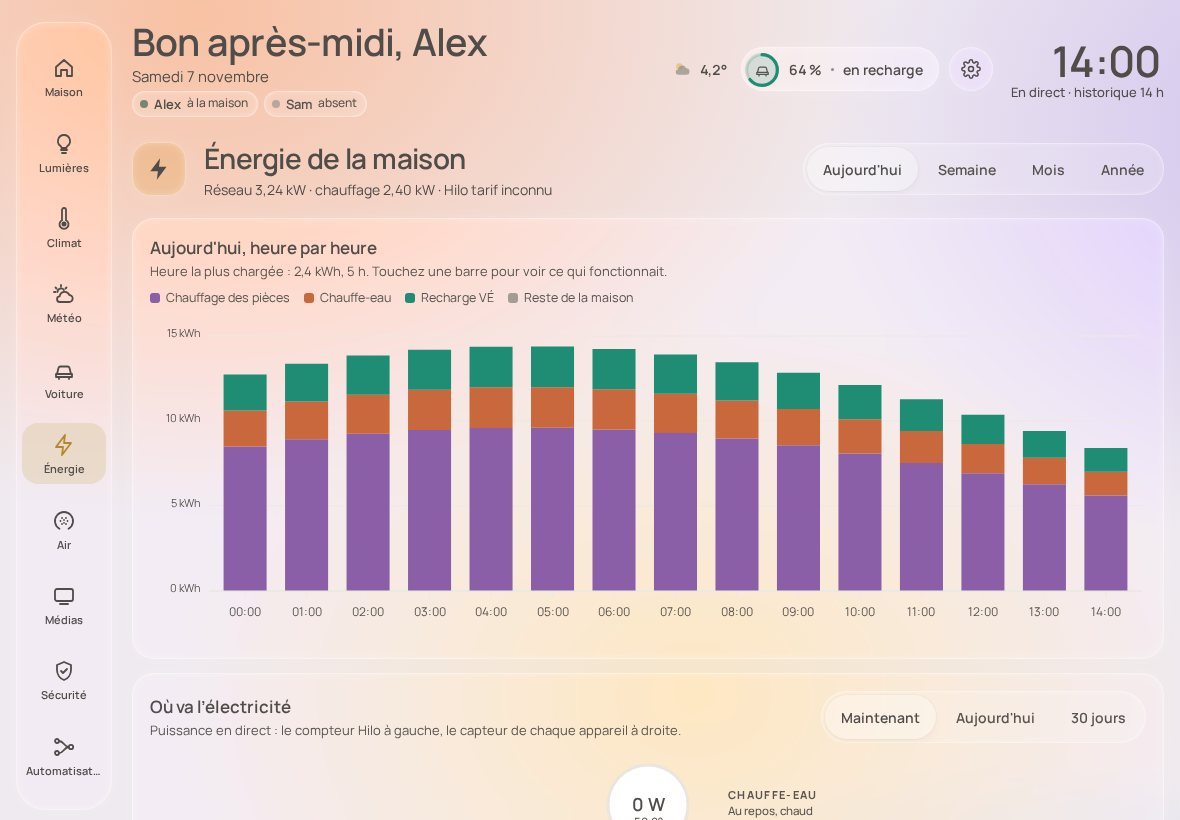 Bon après-midi, Alex
Samedi 7 novembre
Alex à la maison
Sam absent
4,2°
64 % · en recharge
14:00
En direct · historique 14 h
Maison
Lumières
Climat
Météo
Voiture
Énergie
Air
Médias
Sécurité
Automatisat…
Énergie de la maison
Réseau 3,24 kW · chauffage 2,40 kW · Hilo tarif inconnu
Aujourd'hui
Semaine
Mois
Année
Aujourd'hui, heure par heure
Heure la plus chargée : 2,4 kWh, 5 h. Touchez une barre pour voir ce qui fonctionnait.
Chauffage des pièces
Chauffe-eau
Recharge VÉ
Reste de la maison
15 kWh
10 kWh
5 kWh
0 kWh
00:00 01:00 02:00 03:00 04:00 05:00 06:00 07:00 08:00 09:00 10:00 11:00 12:00 13:00 14:00
Où va l'électricité
Puissance en direct : le compteur Hilo à gauche, le capteur de chaque appareil à droite.
Maintenant
Aujourd'hui
30 jours
0 W
CHAUFFE-EAU
Au repos, chaud